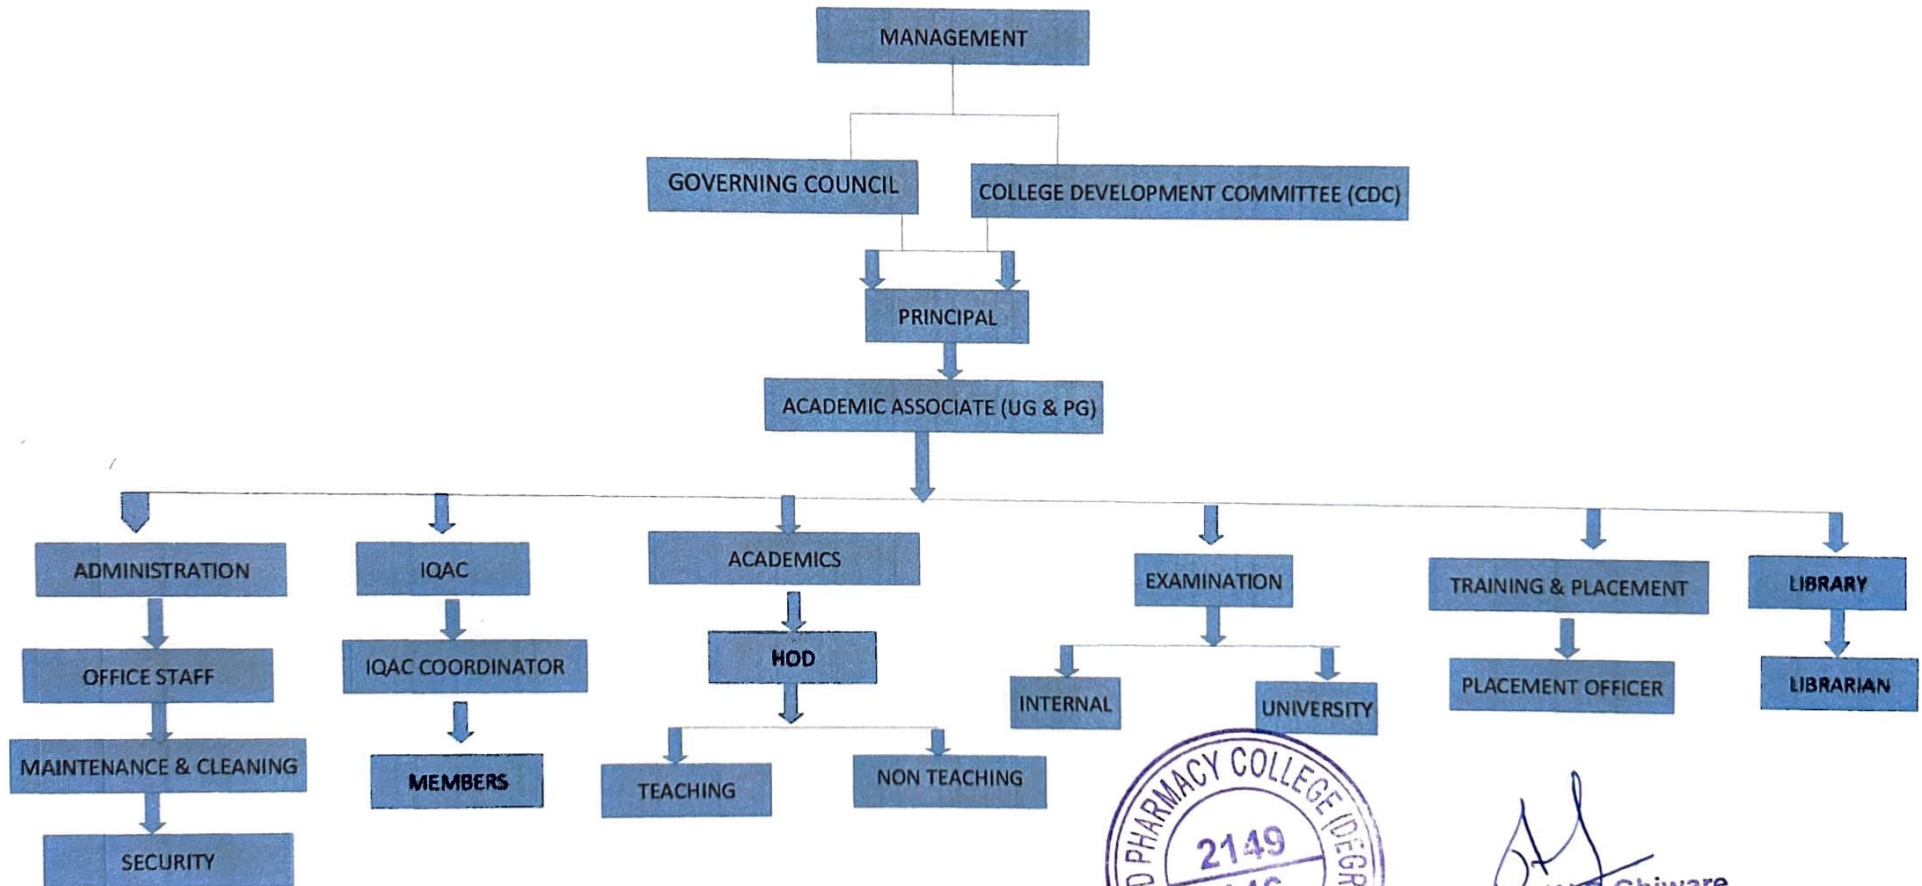 MANAGEMENT
GOVERNING COUNCIL
COLLEGE DEVELOPMENT COMMITTEE (CDC)
PRINCIPAL
ACADEMIC ASSOCIATE (UG & PG)
ADMINISTRATION
IQAC
ACADEMICS
EXAMINATION
TRAINING & PLACEMENT
LIBRARY
OFFICE STAFF
IQAC COORDINATOR
HOD
INTERNAL
UNIVERSITY
PLACEMENT OFFICER
LIBRARIAN
MAINTENANCE & CLEANING
MEMBERS
TEACHING
NON TEACHING
SECURITY
PHARMACY COLLEGE (DEGR
2149
Chiware